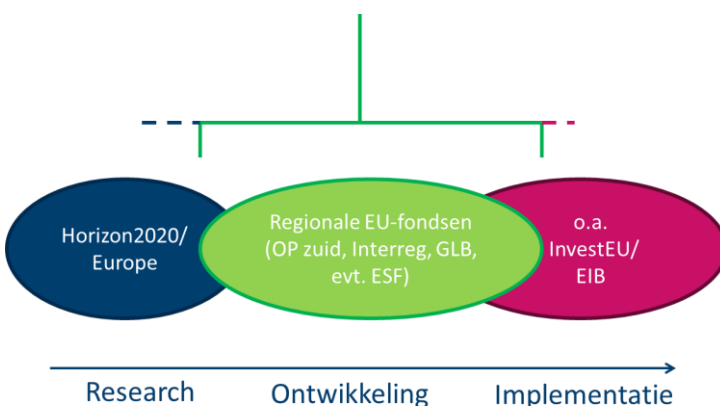 Horizon2020/
Europe
Regionale EU-fondsen
(OP zuid, Interreg, GLB,
evt. ESF)
o.a.
InvestEU/
EIB
Research
Ontwikkeling
Implementatie